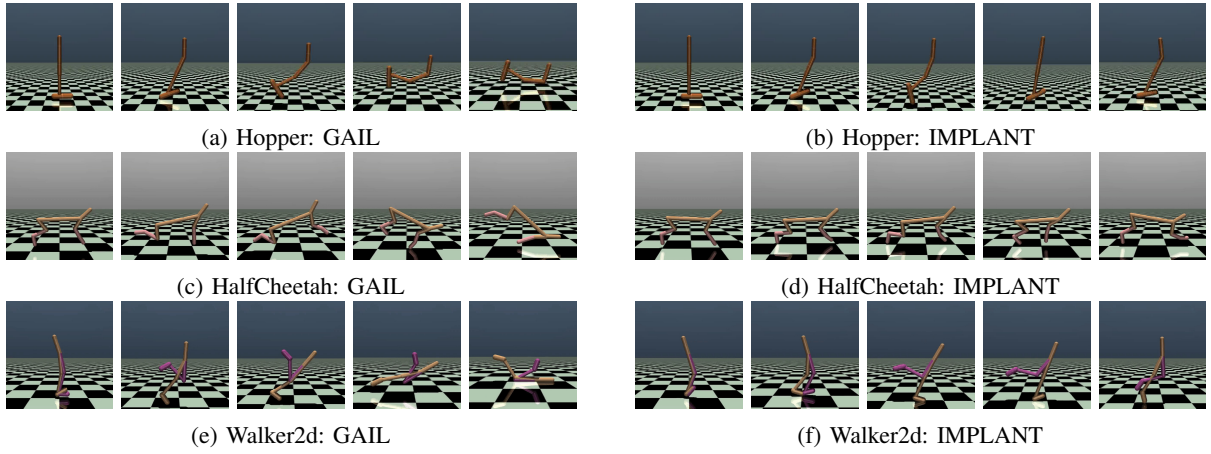 (a) Hopper: GAIL
(b) Hopper: IMPLANT
(c) HalfCheetah: GAIL
(d) HalfCheetah: IMPLANT
(e) Walker2d: GAIL
(f) Walker2d: IMPLANT